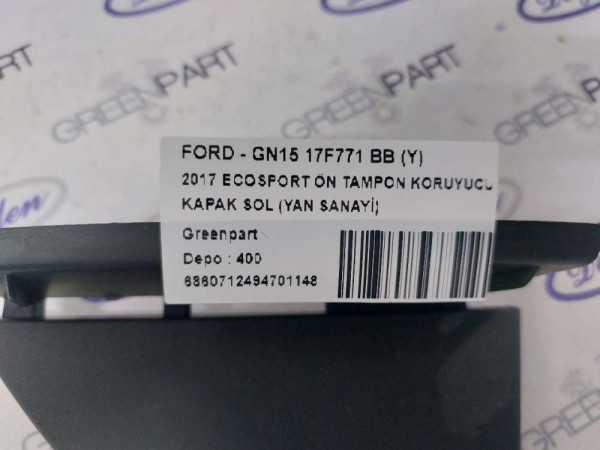 FORD - GN15 17F771 BB (Y)
2017 ECOSPORT ÖN TAMPON KORUYUCU
KAPAK SOL (YAN SANAYİ)
Greenpart
Depo : 400
6860712494701148
GREENPART
GREENPART